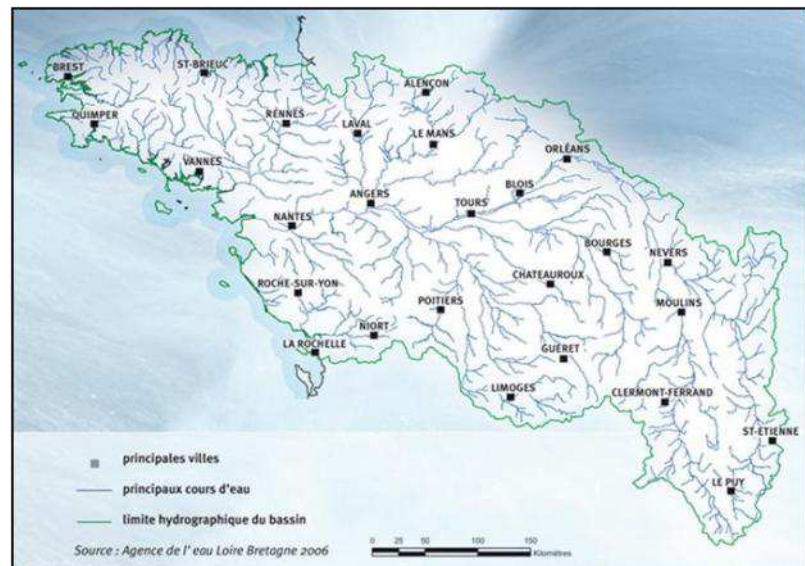 BREST
ST-BRIEUC
ALENÇON
QUIMPER
RENNES
LAVAL
LE MANS
ORLÉANS
VANNES
BLOIS
ANGERS
TOURS
NANTES
BOURGES
NEVERS
ROCHE-SUR-YON
CHATEAUROUX
POITIERS
MOULINS
NIORT
LA ROCHELLE
GUÉRET
LIMOGES
CLERMONT-FERRAND
ST-ETIENNE
LE PUY
principales villes
principaux cours d'eau
limite hydrographique du bassin
Source : Agence de l' eau Loire Bretagne 2006
0 25 50 100 150
Kilomètres